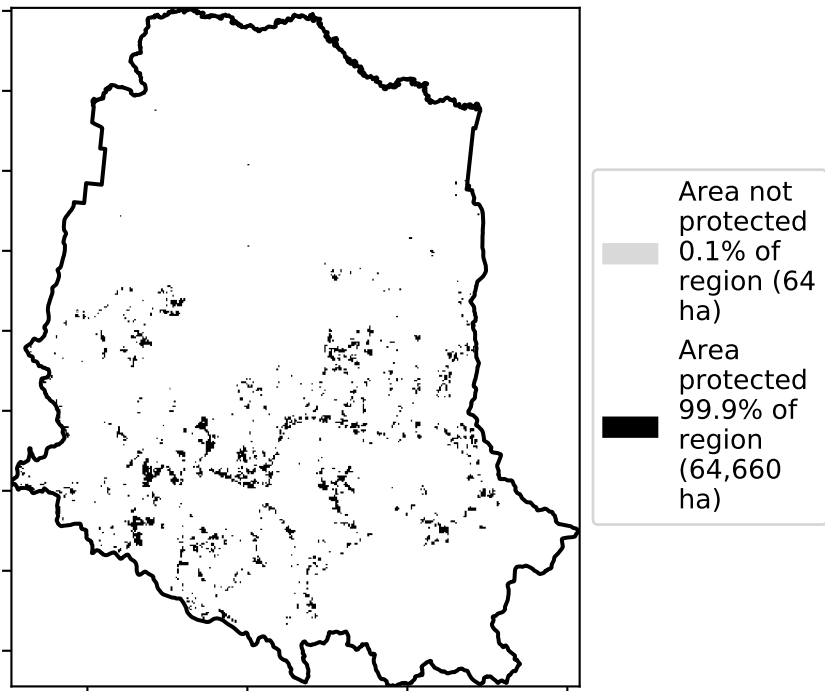 Area not
protected
0.1% of
region (64
ha)
Area
protected
99.9% of
region
(64,660
ha)